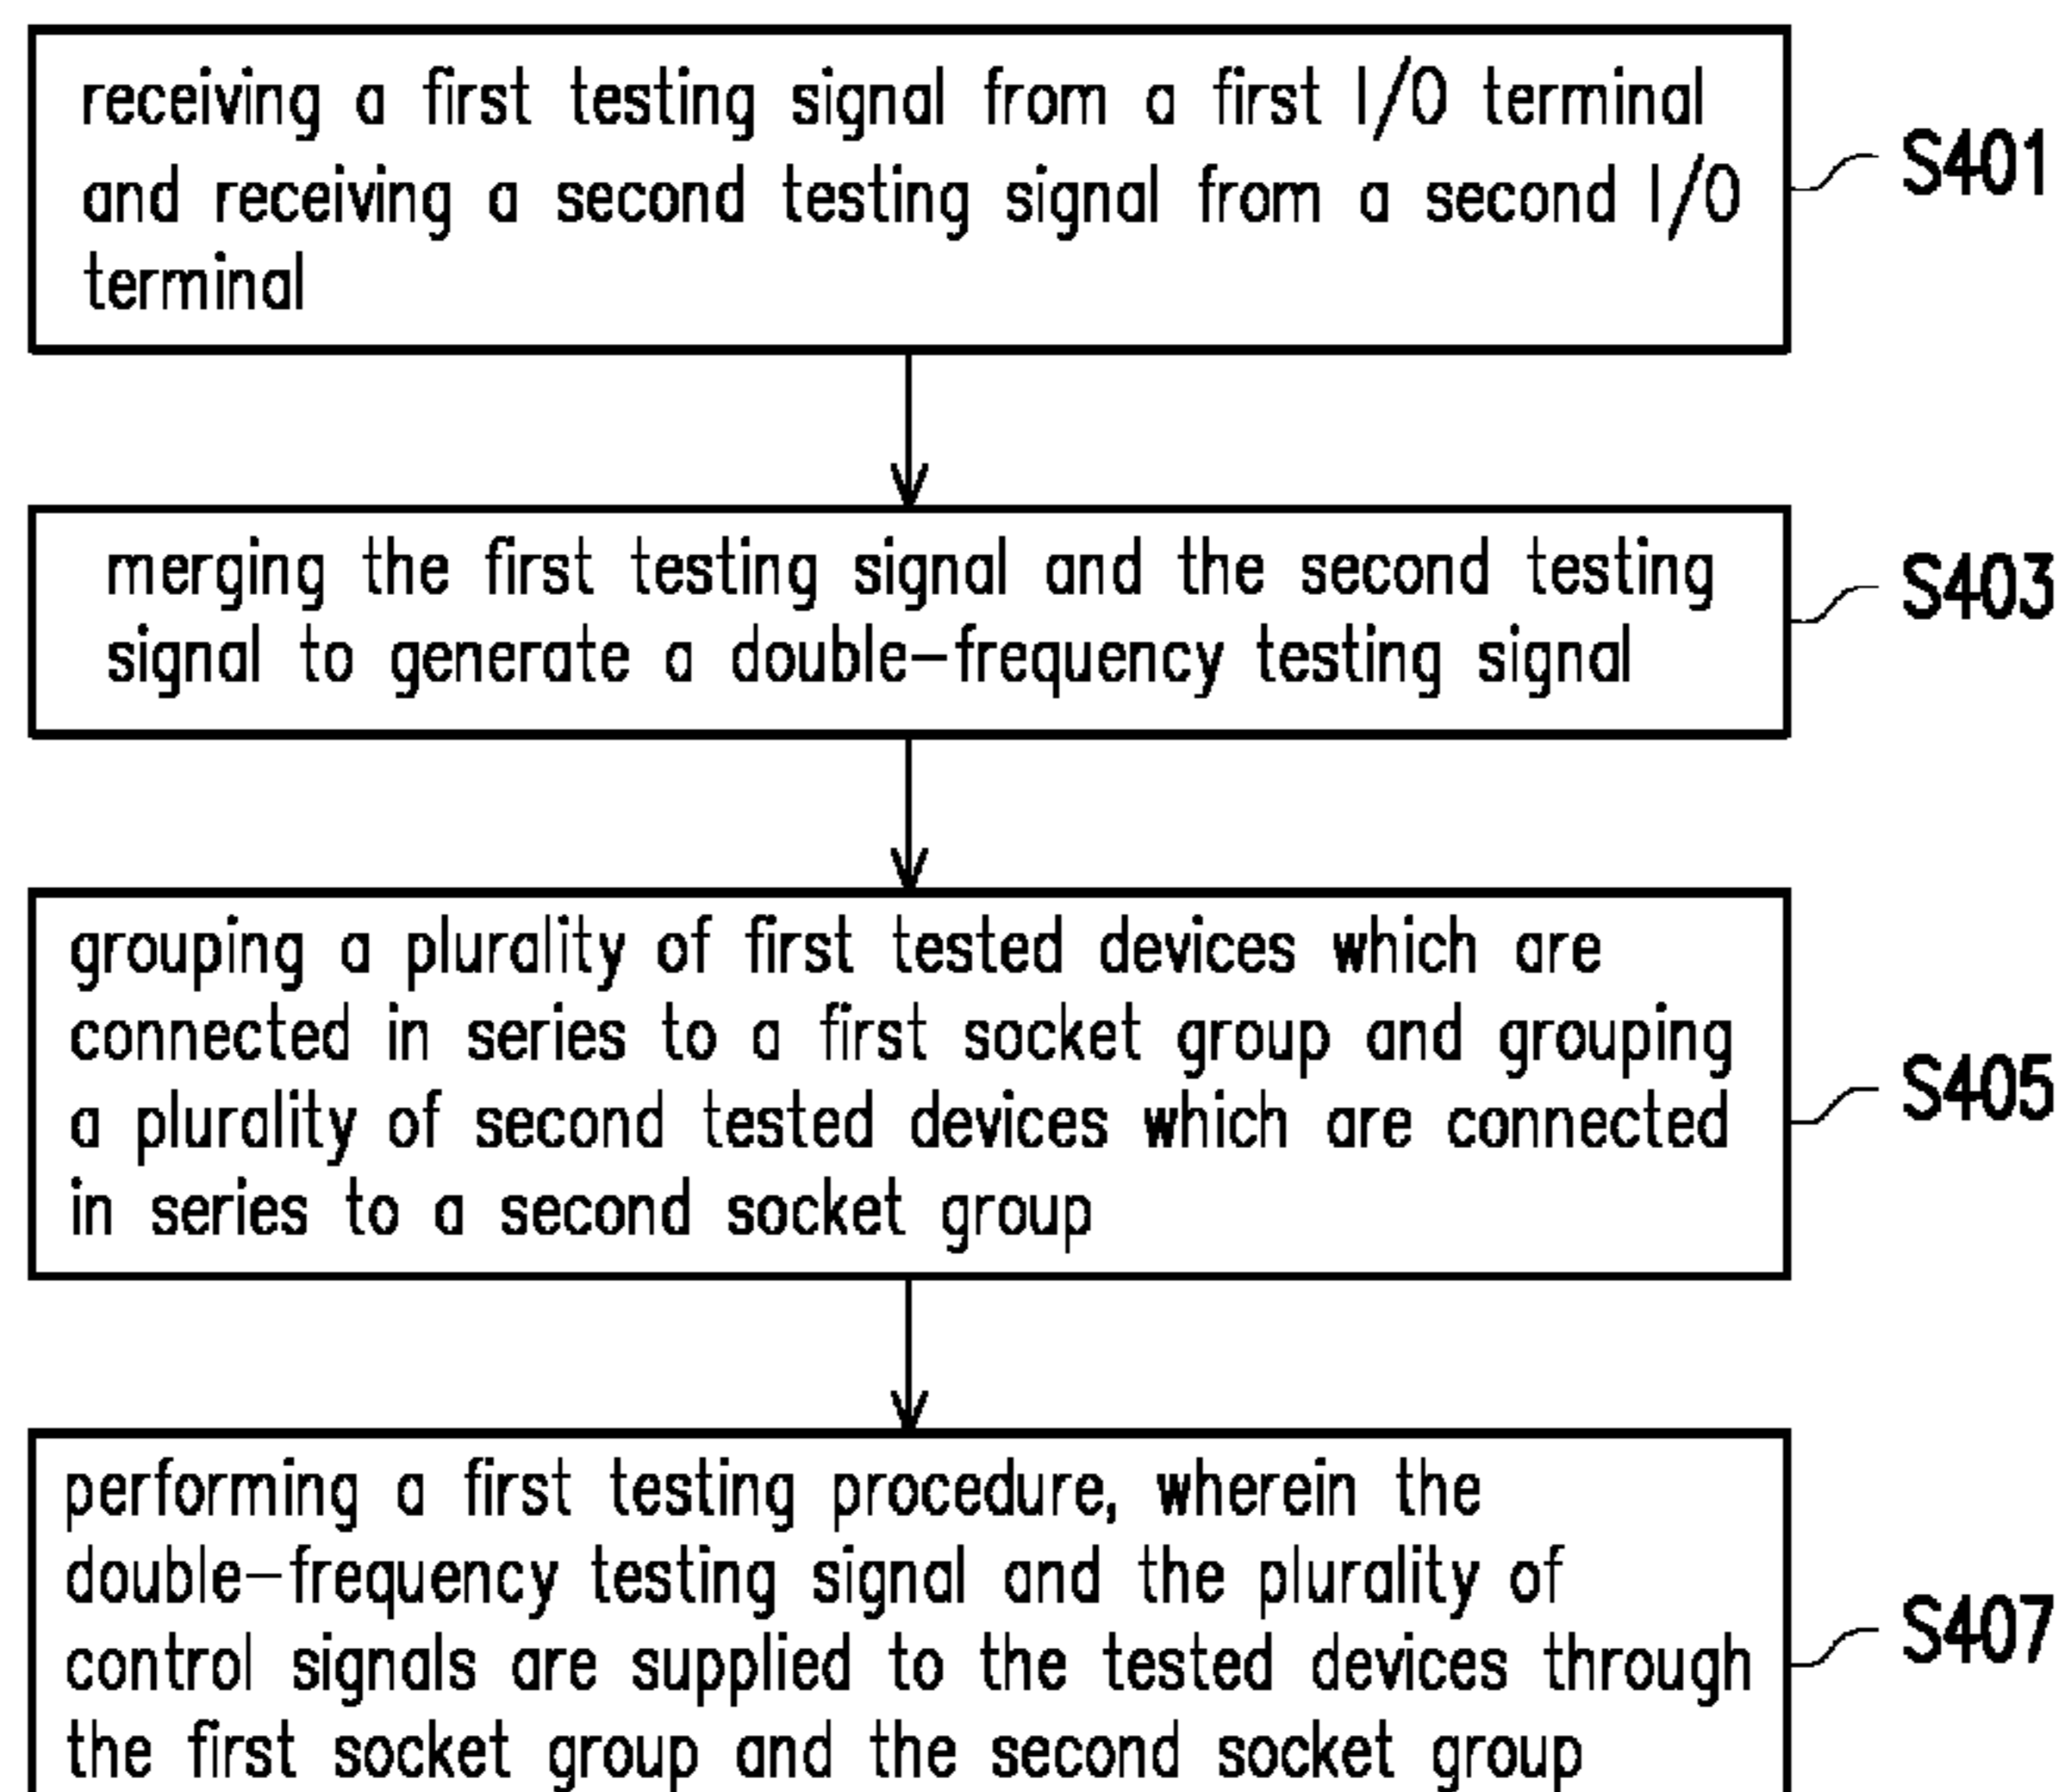 receiving a first testing signal from a first I/O terminal
and receiving a second testing signal from a second I/O
terminal
S401
merging the first testing signal and the second testing
signal to generate a double-frequency testing signal
S403
grouping a plurality of first tested devices which are
connected in series to a first socket group and grouping
a plurality of second tested devices which are connected
in series to a second socket group
S405
performing a first testing procedure, wherein the
double-frequency testing signal and the plurality of
control signals are supplied to the tested devices through
the first socket group and the second socket group
S407